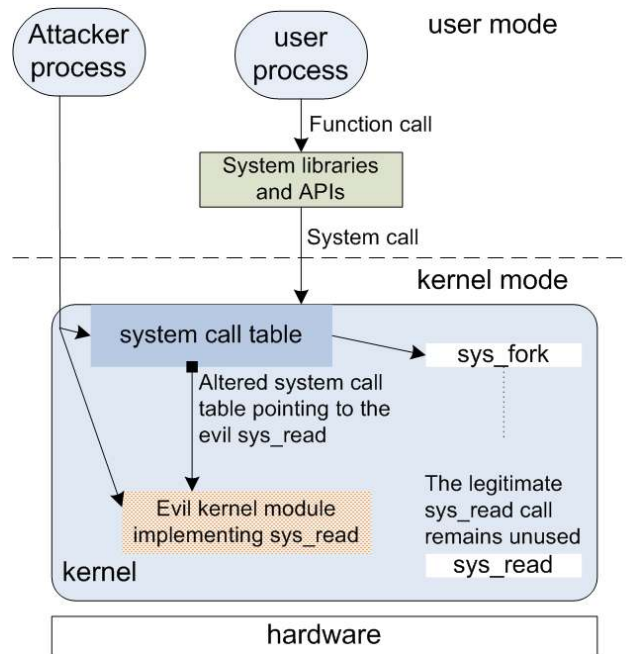 Attacker
process
user
process
user mode
Function call
System libraries
and APIs
System call
kernel mode
system call table
sys_fork
Altered system call
table pointing to the
evil sys_read
Evil kernel module
implementing sys_read
The legitimate
sys_read call
remains unused
sys_read
kernel
hardware